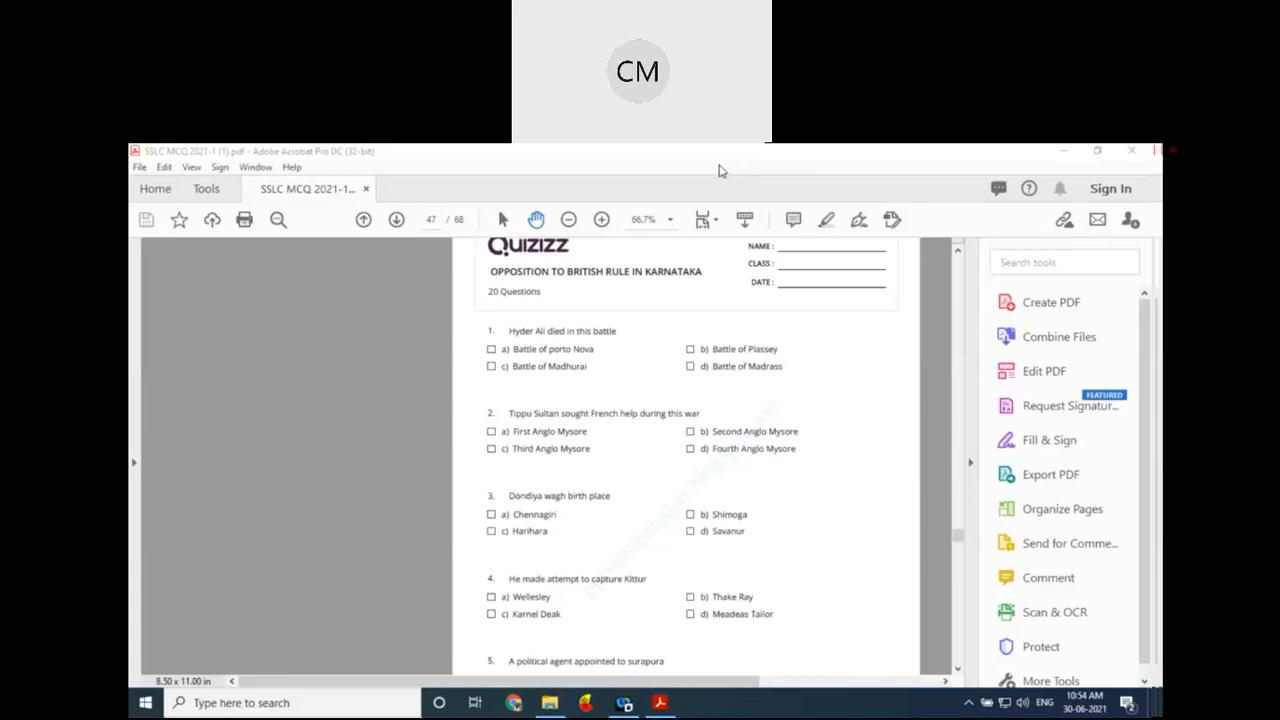 CM
SSLC MCQ 2021-1 (1).pdf - Adobe Acrobat Pro DC (32-bit)
File Edit View Sign Window Help
Home Tools SSLC MCQ 2021-1... × Sign In
47 / 68 66.7%
Quizizz
NAME :
OPPOSITION TO BRITISH RULE IN KARNATAKA
CLASS :
20 Questions
DATE :
1. Hyder Ali died in this battle
a) Battle of porto Nova b) Battle of Plassey
c) Battle of Madhurai d) Battle of Madrass
2. Tippu Sultan sought French help during this war
a) First Anglo Mysore b) Second Anglo Mysore
c) Third Anglo Mysore d) Fourth Anglo Mysore
3. Dondiya wagh birth place
a) Chennagiri b) Shimoga
c) Harihara d) Savanur
4. He made attempt to capture Kittur
a) Wellesley b) Thake Ray
c) Karnel Deak d) Meadeas Tailor
5. A political agent appointed to surapura
8.50 x 11.00 in
Search tools
Create PDF
Combine Files
Edit PDF
FEATURED
Request Signatur...
Fill & Sign
Export PDF
Organize Pages
Send for Comme...
Comment
Scan & OCR
Protect
More Tools
Type here to search
ENG
10:54 AM
30-06-2021
2